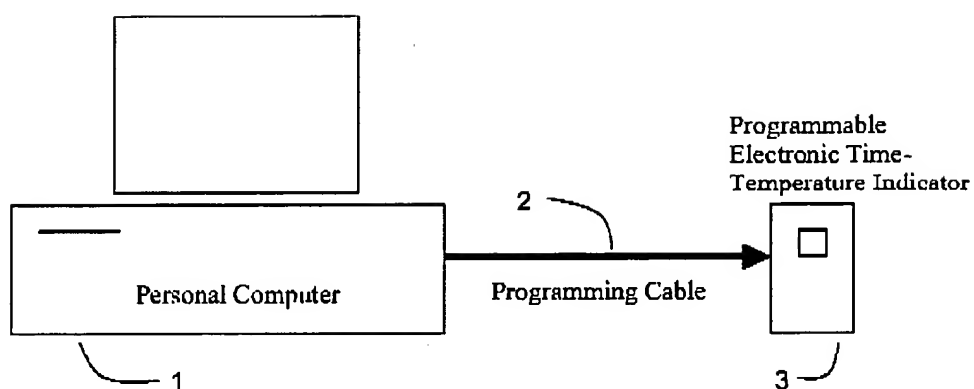 Programmable
Electronic Time-
Temperature Indicator
2
Personal Computer
Programming Cable
1
3